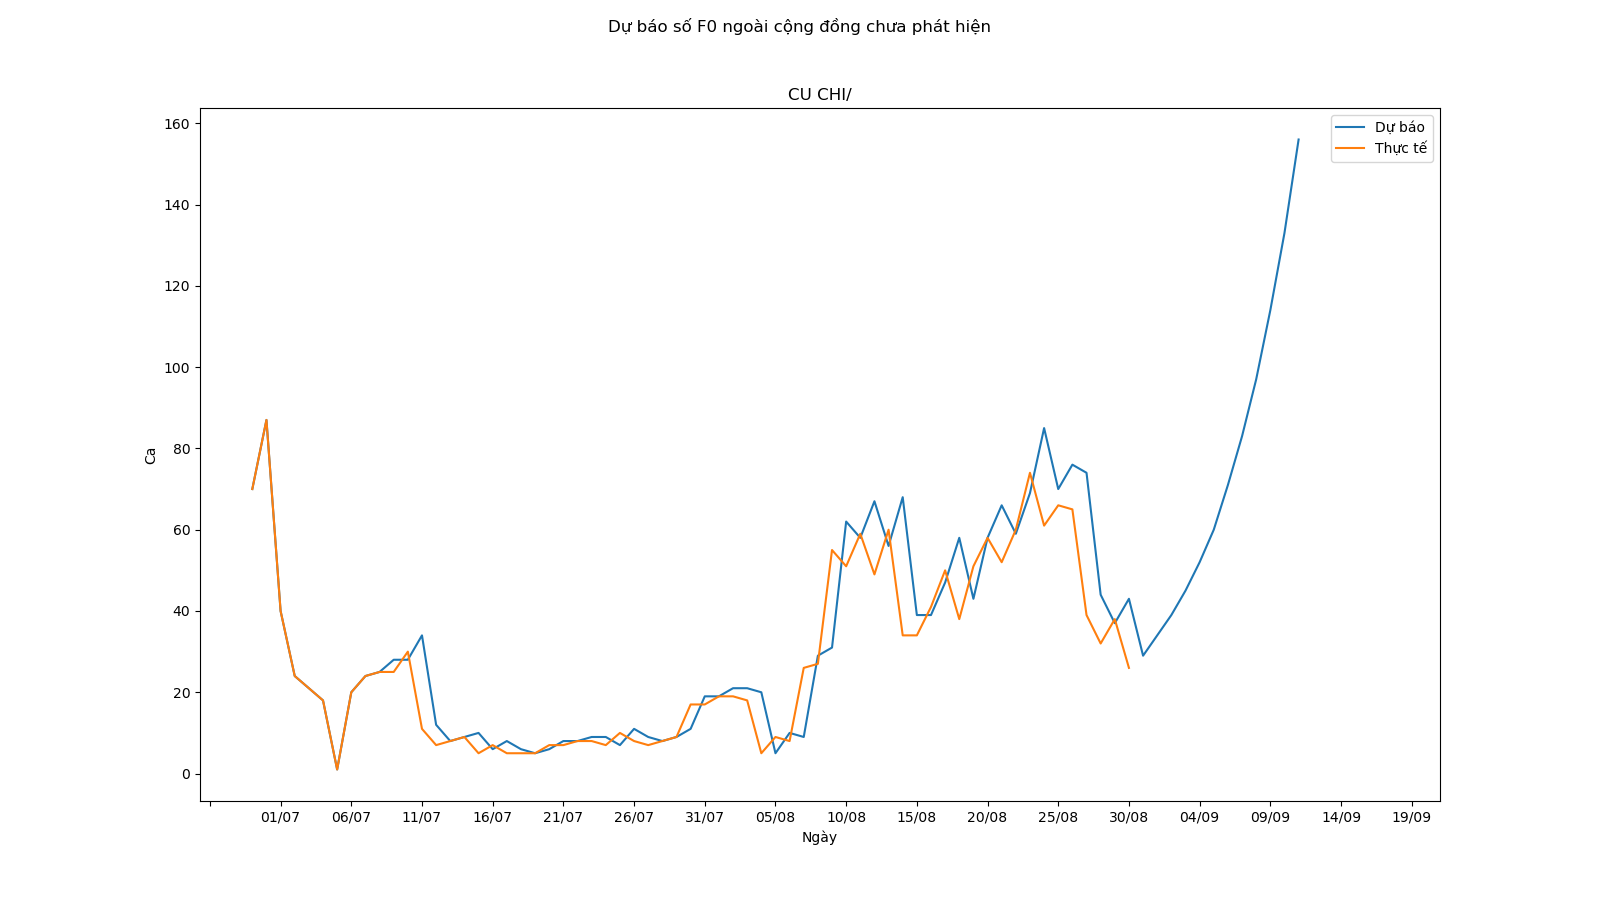 Dự báo số F0 ngoài cộng đồng chưa phát hiện
CU CHI/
160
140
120
100
80
60
40
20
0
Ca
Dự báo
Thực tế
01/07 06/07 11/07 16/07 21/07 26/07 31/07 05/08 10/08 15/08 20/08 25/08 30/08 04/09 09/09 14/09 19/09
Ngày